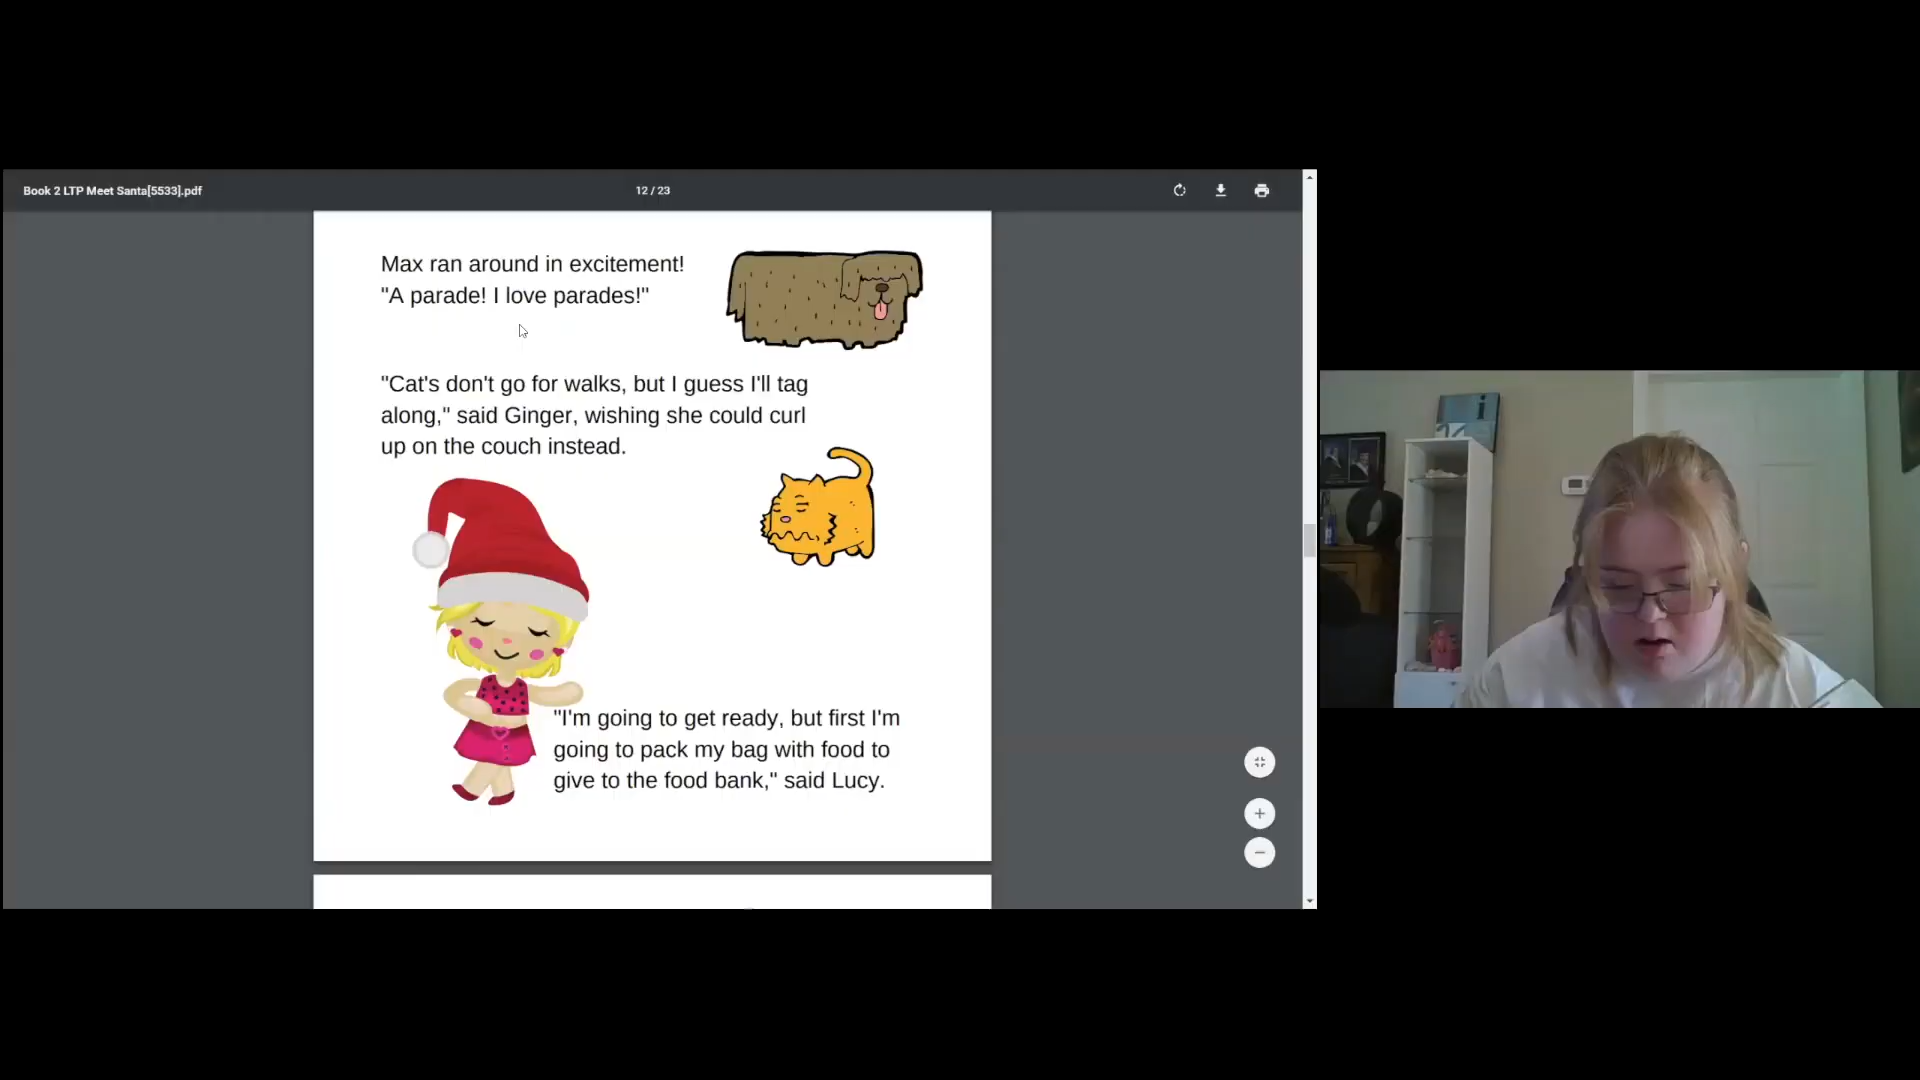 Book 2 LTP Meet Santa[5533].pdf
12 / 23
Max ran around in excitement!
"A parade! I love parades!"
"Cat's don't go for walks, but I guess I'll tag
along," said Ginger, wishing she could curl
up on the couch instead.
"I'm going to get ready, but first I'm
going to pack my bag with food to
give to the food bank," said Lucy.